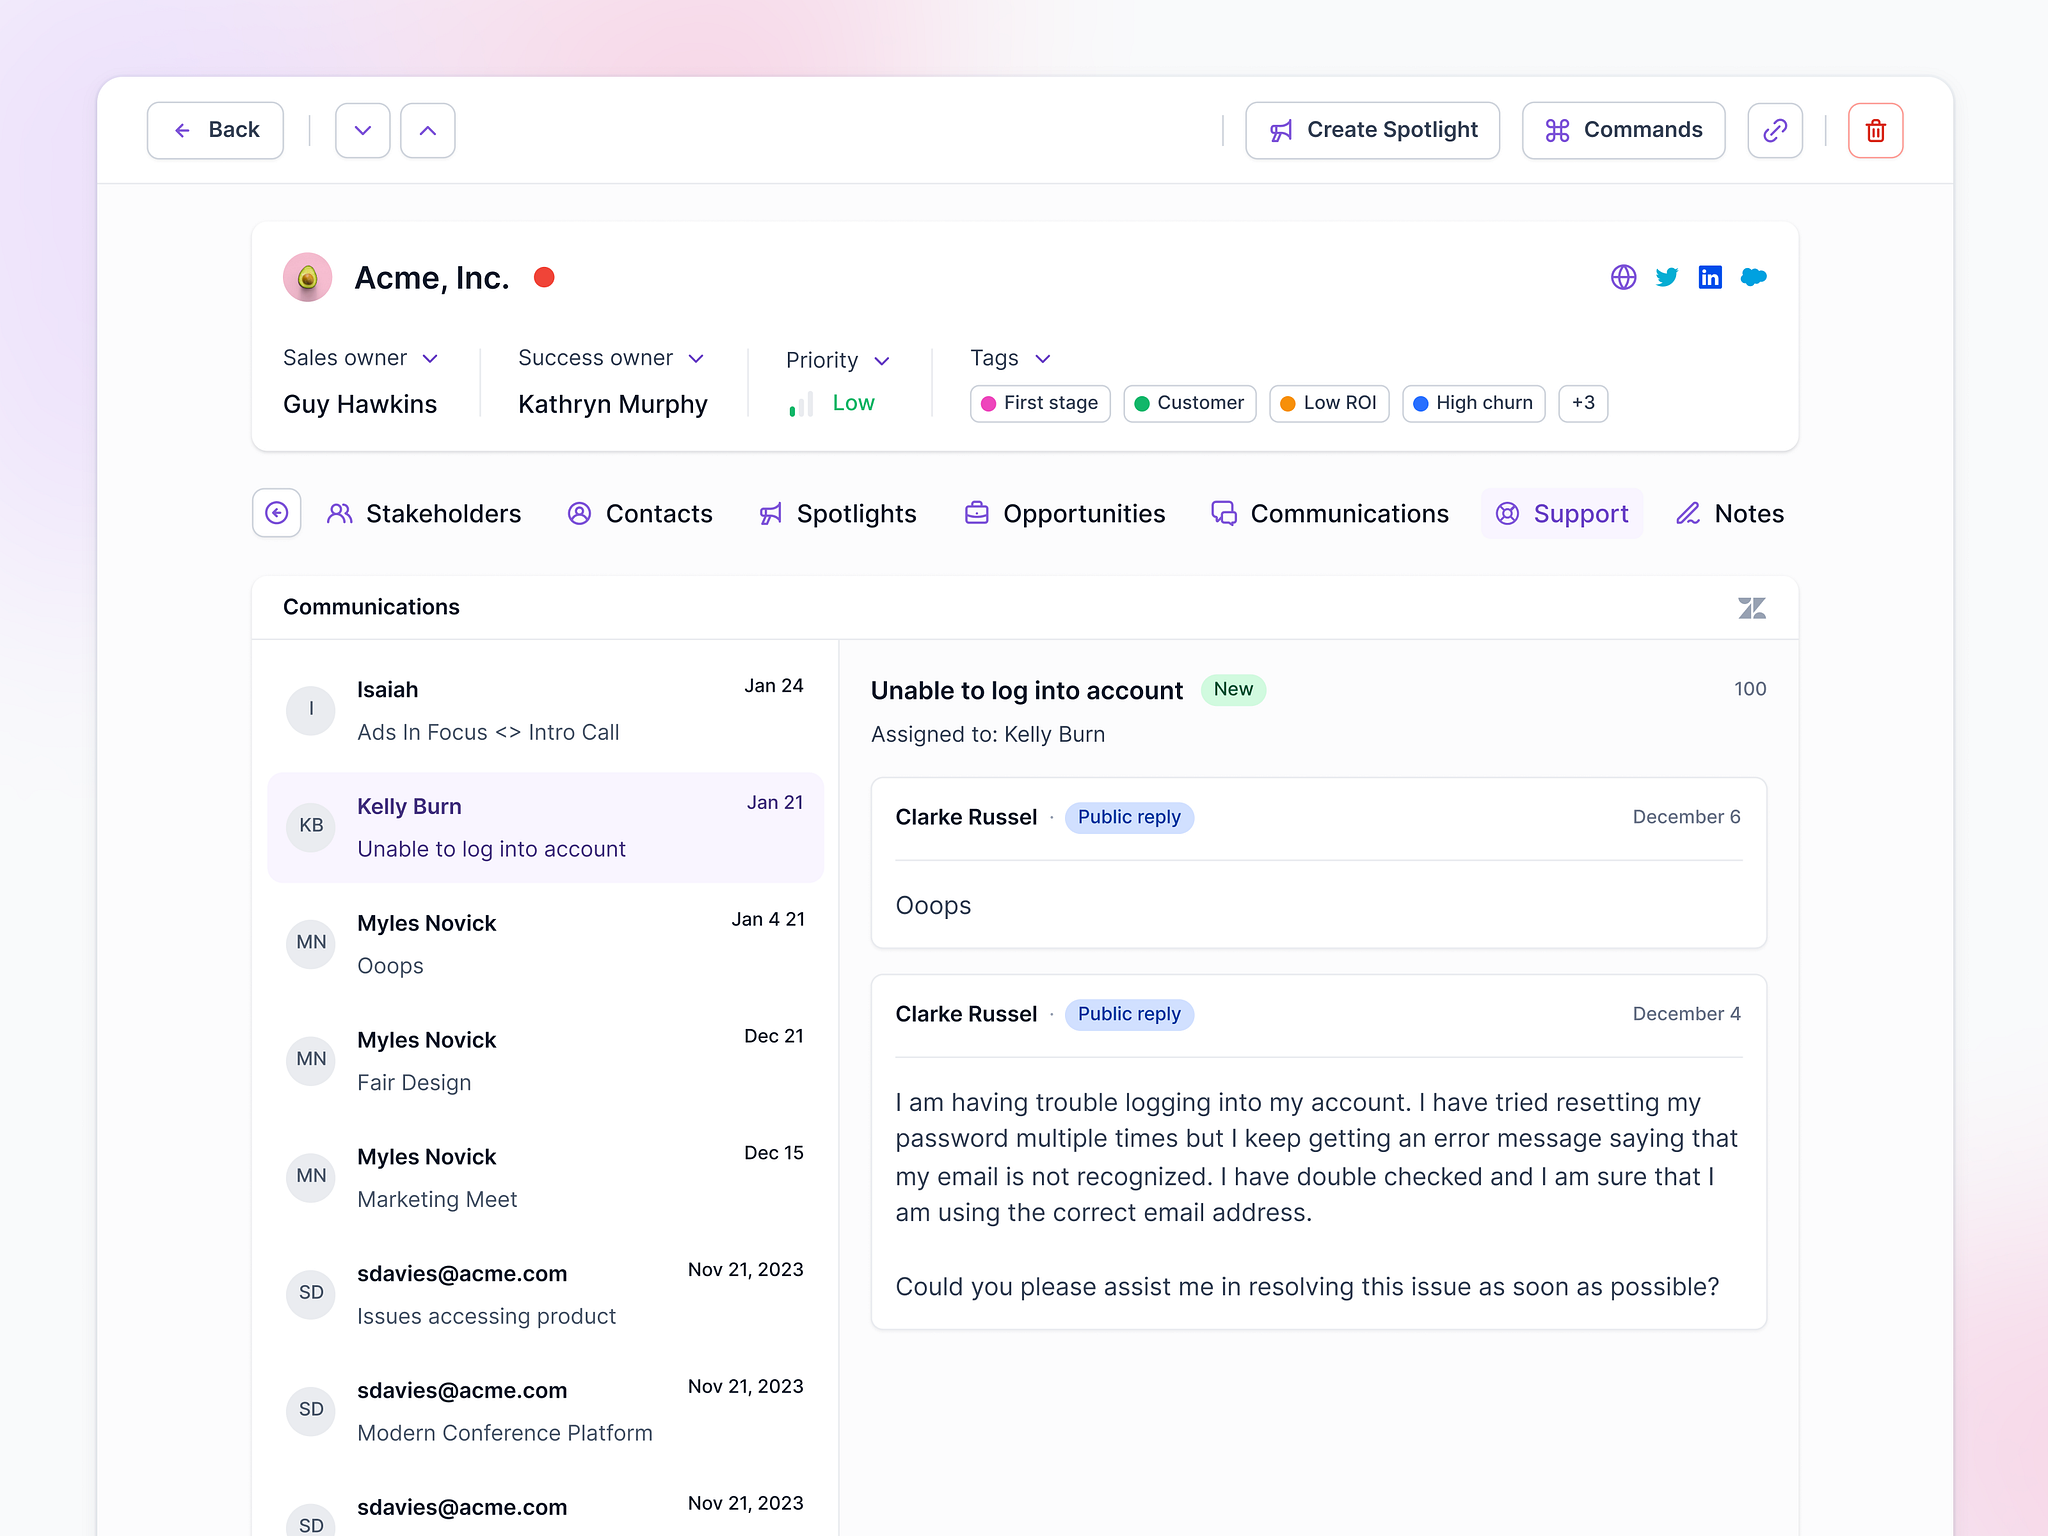 Back
Create Spotlight
Commands
Acme, Inc.
Sales owner
Guy Hawkins
Success owner
Kathryn Murphy
Priority
Low
Tags
First stage
Customer
Low ROI
High churn
+3
Stakeholders
Contacts
Spotlights
Opportunities
Communications
Support
Notes
Communications
I
Isaiah
Jan 24
Ads In Focus <> Intro Call
KB
Kelly Burn
Jan 21
Unable to log into account
MN
Myles Novick
Jan 4 21
Ooops
MN
Myles Novick
Dec 21
Fair Design
MN
Myles Novick
Dec 15
Marketing Meet
SD
sdavies@acme.com
Nov 21, 2023
Issues accessing product
SD
sdavies@acme.com
Nov 21, 2023
Modern Conference Platform
SD
sdavies@acme.com
Nov 21, 2023
Unable to log into account
New
100
Assigned to: Kelly Burn
Clarke Russel · Public reply
December 6
Ooops
Clarke Russel · Public reply
December 4
I am having trouble logging into my account. I have tried resetting my
password multiple times but I keep getting an error message saying that
my email is not recognized. I have double checked and I am sure that I
am using the correct email address.
Could you please assist me in resolving this issue as soon as possible?